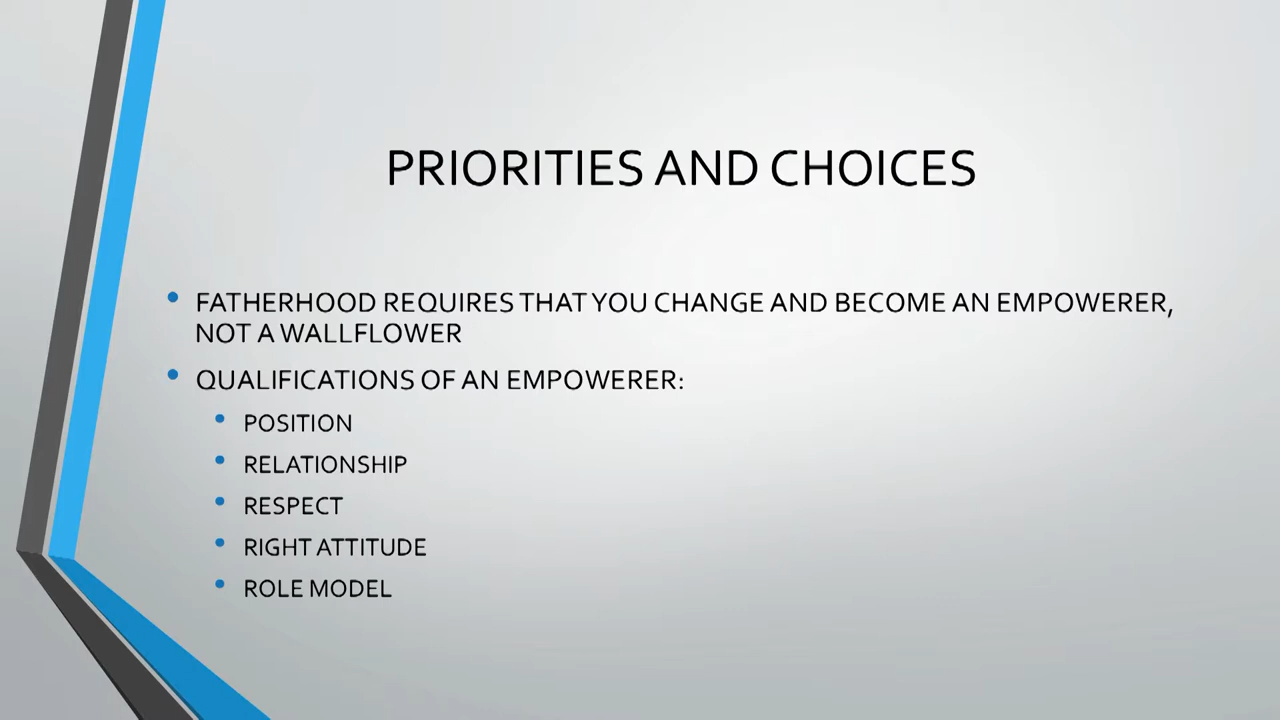 PRIORITIES AND CHOICES
• FATHERHOOD REQUIRES THAT YOU CHANGE AND BECOME AN EMPOWERER,
NOT A WALLFLOWER
• QUALIFICATIONS OF AN EMPOWERER:
• POSITION
• RELATIONSHIP
• RESPECT
• RIGHT ATTITUDE
• ROLE MODEL